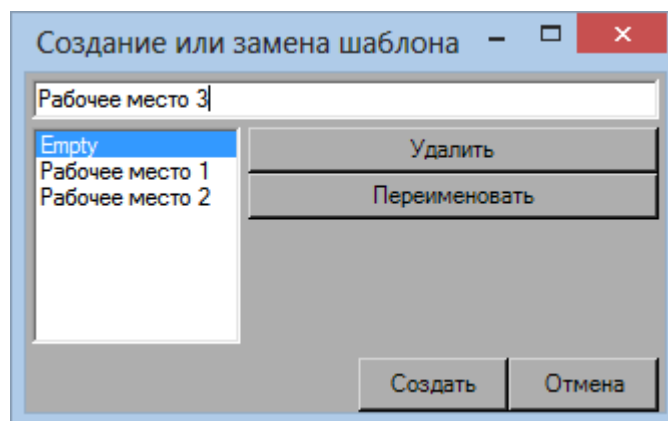 Создание или замена шаблона
Рабочее место 3
Empty
Рабочее место 1
Рабочее место 2
Удалить
Переименовать
Создать
Отмена